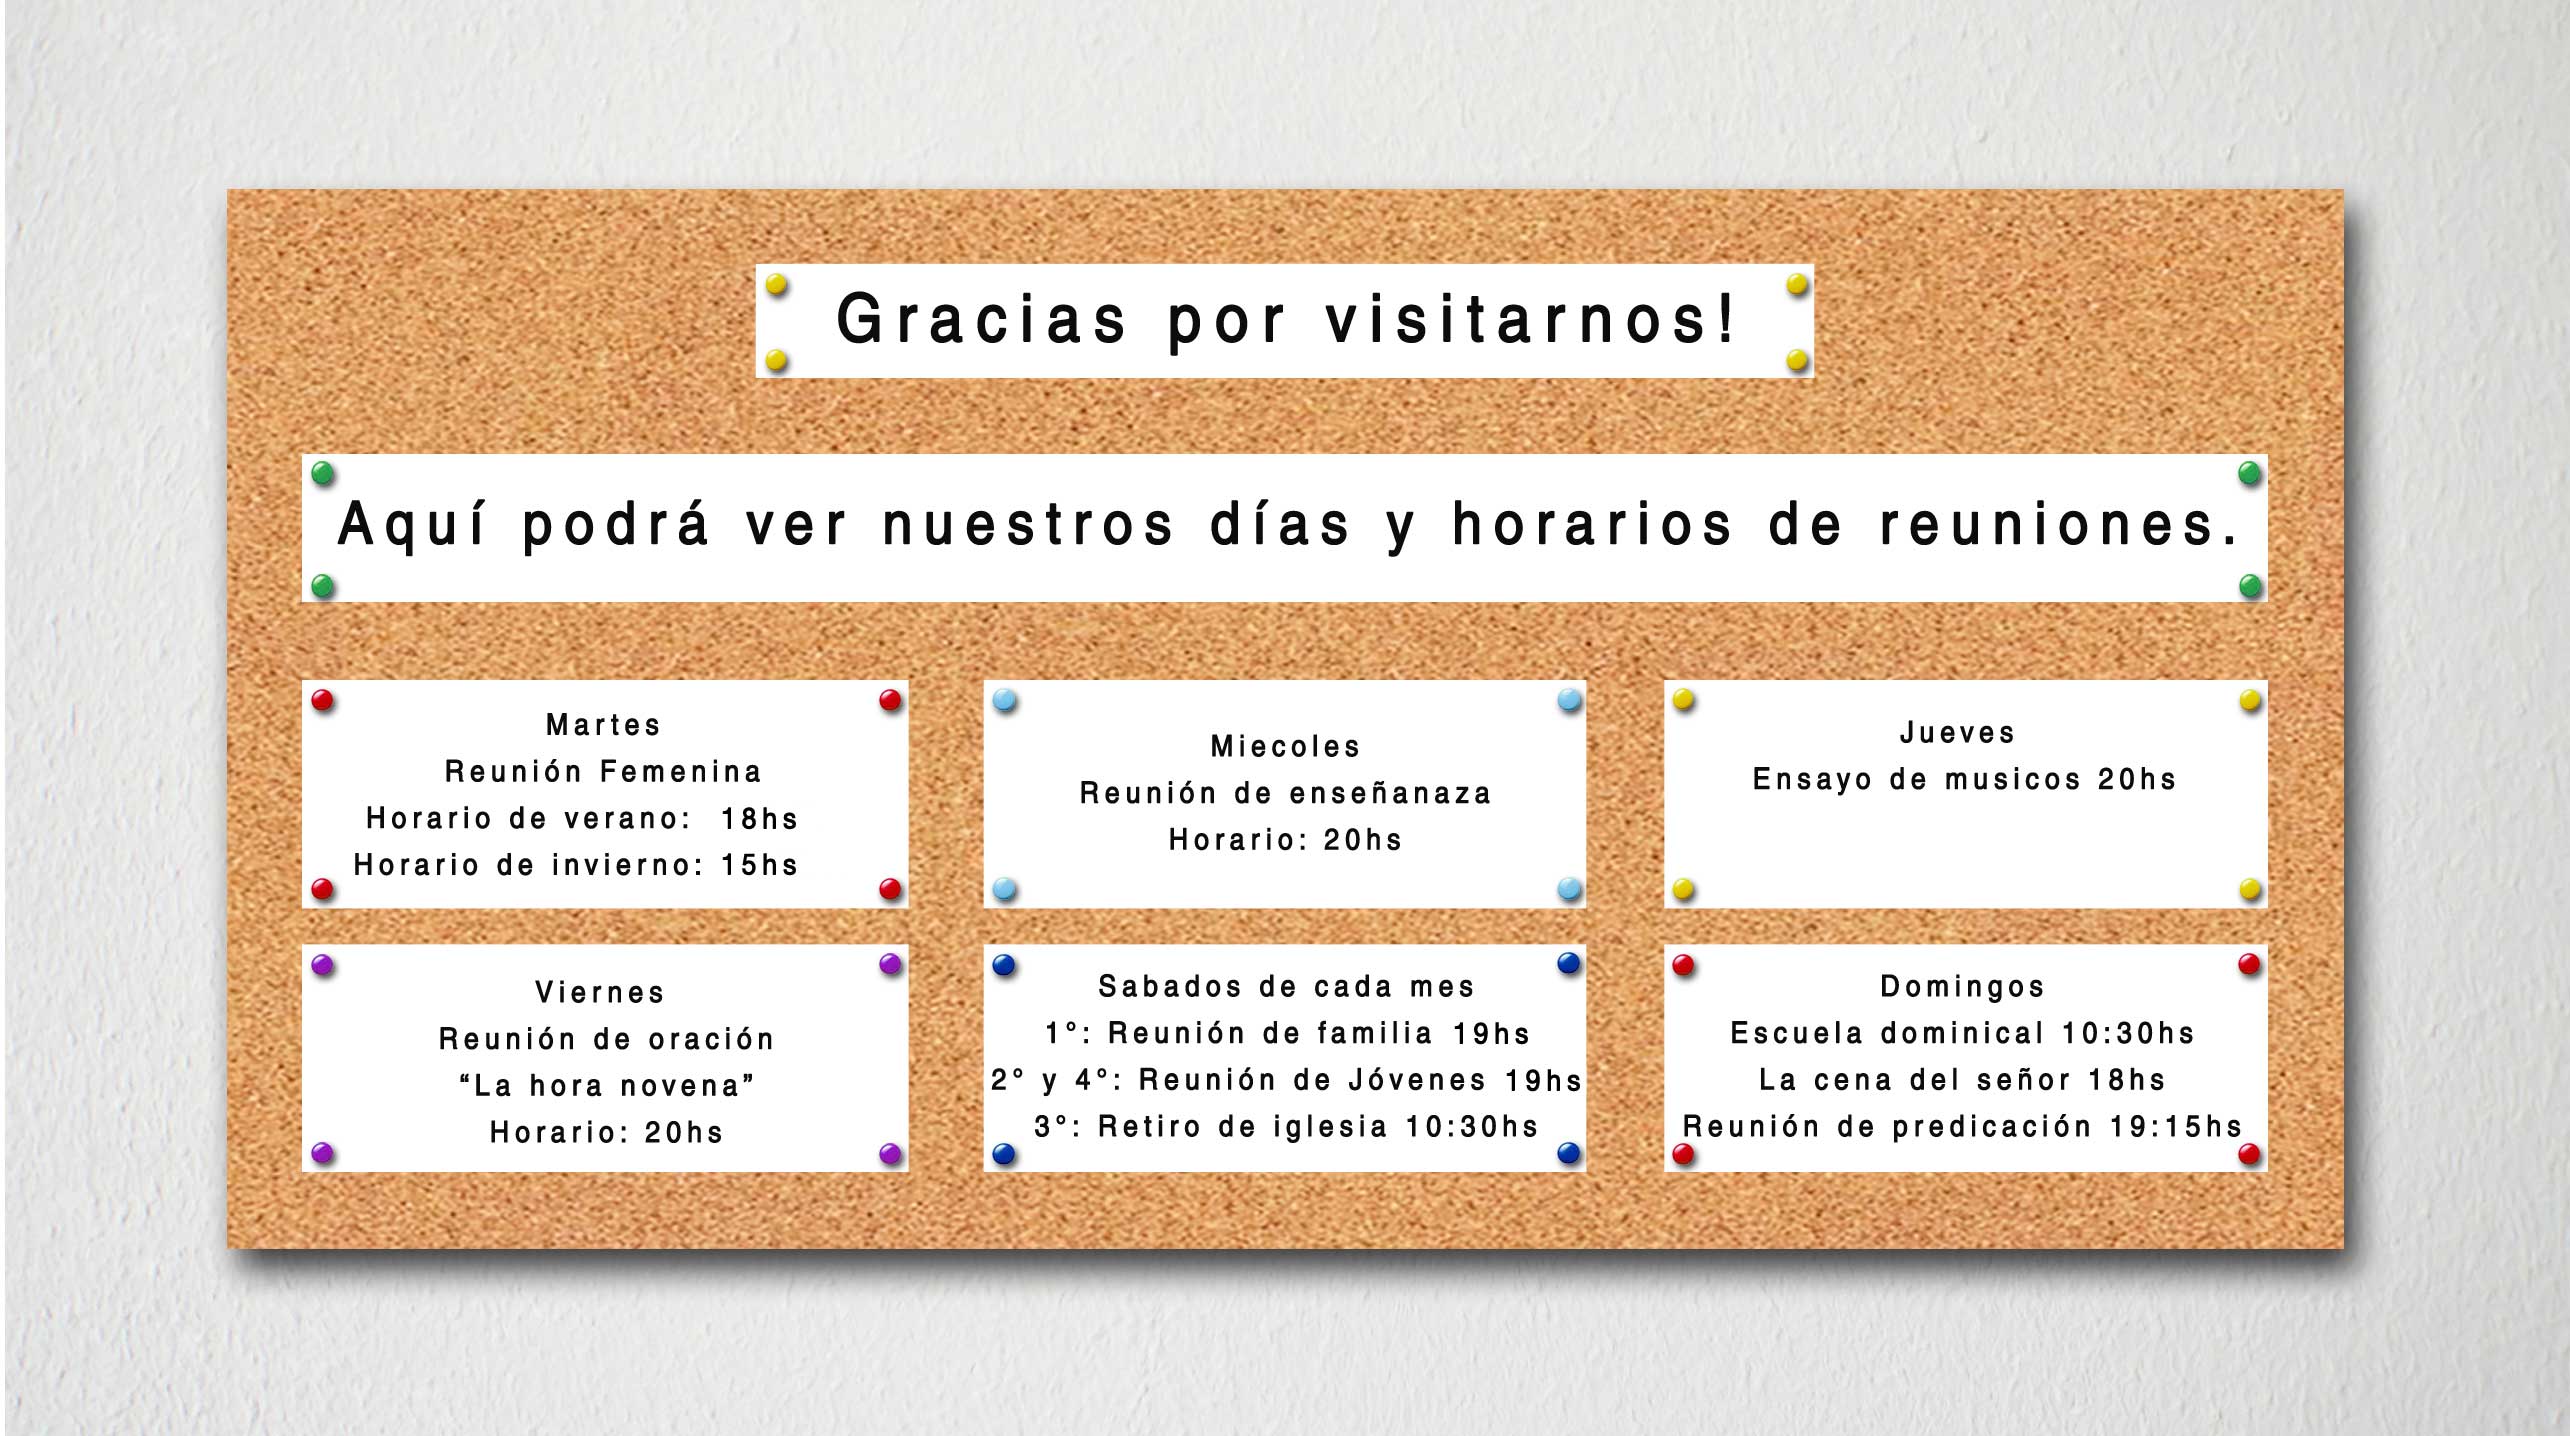 Gracias por visitarnos!
Aquí podrá ver nuestros días y horarios de reuniones.
Martes
Reunión Femenina
Horario de verano: 18hs
Horario de invierno: 15hs
Miecoles
Reunión de enseñanaza
Horario: 20hs
Jueves
Ensayo de musicos 20hs
Viernes
Reunión de oración
“La hora novena”
Horario: 20hs
Sabados de cada mes
1°: Reunión de familia 19hs
2° y 4°: Reunión de Jóvenes 19hs
3°: Retiro de iglesia 10:30hs
Domingos
Escuela dominical 10:30hs
La cena del señor 18hs
Reunión de predicación 19:15hs